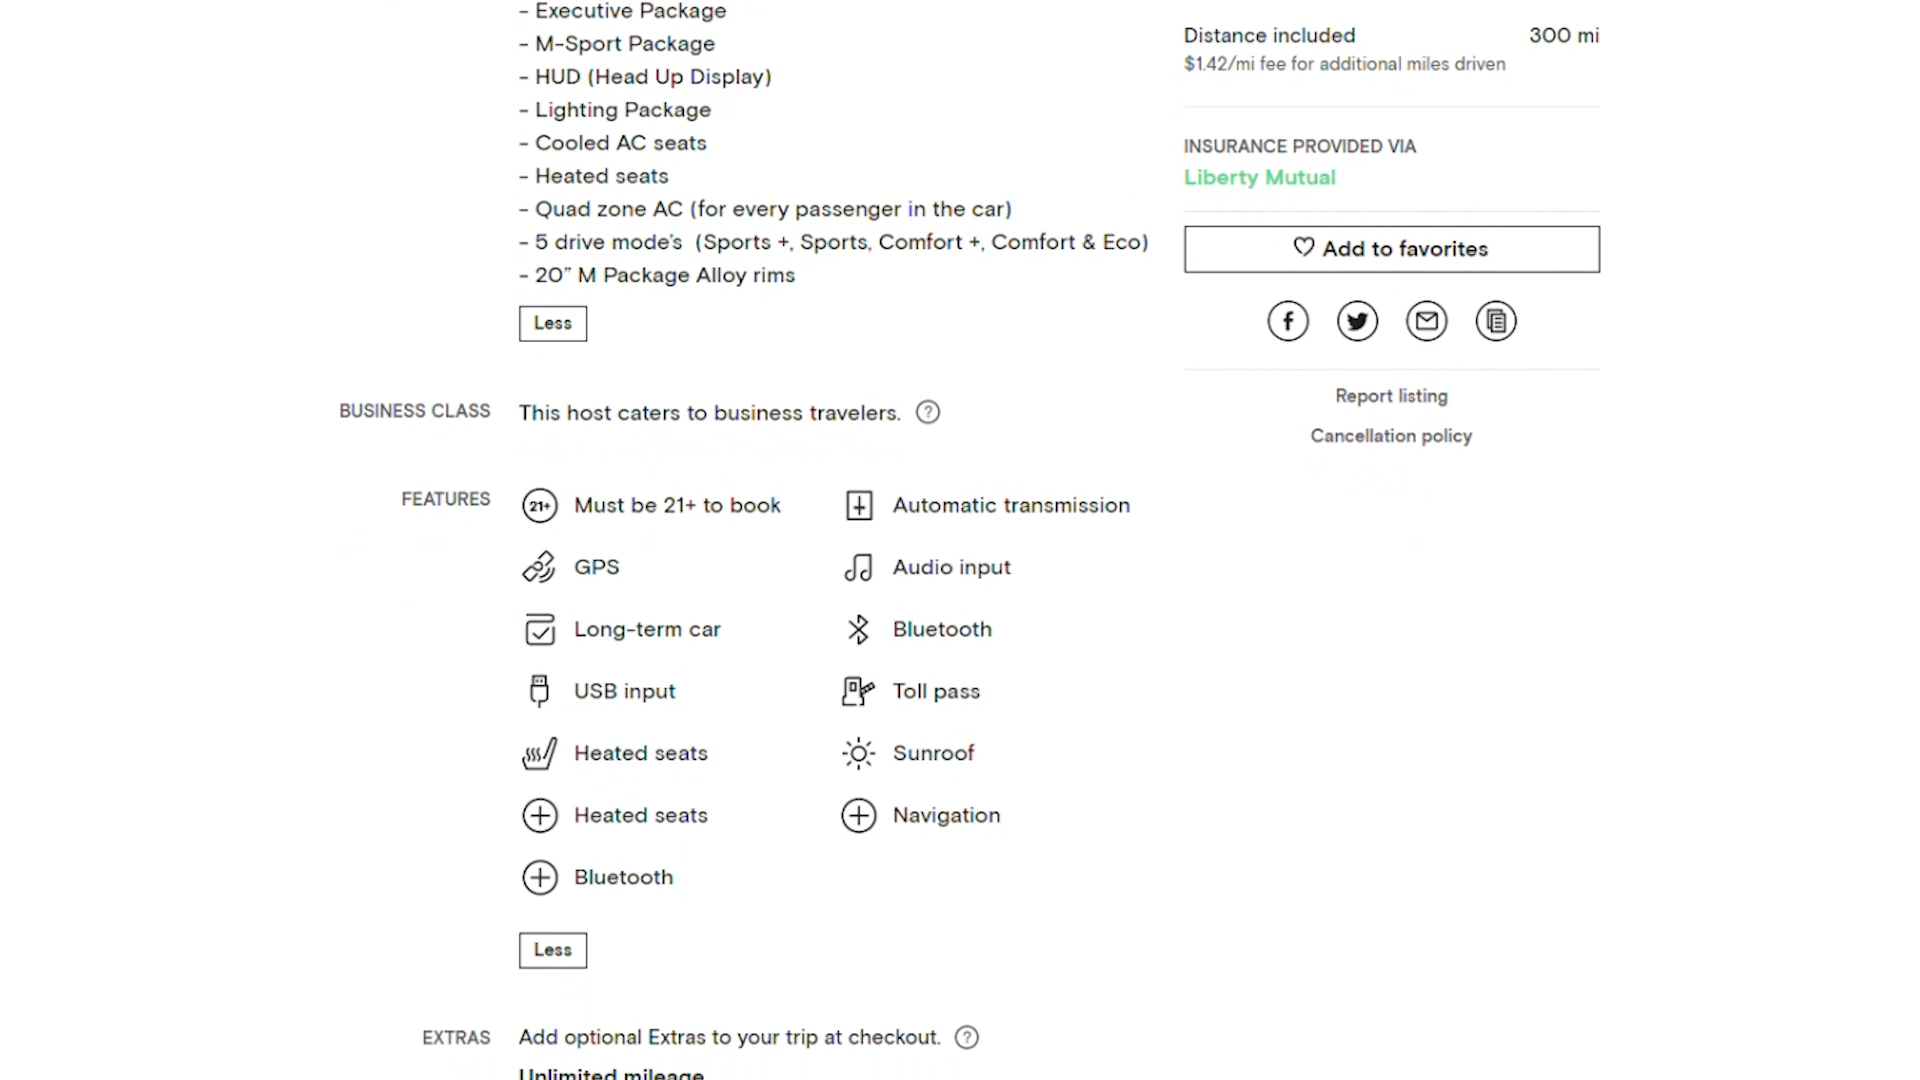 - Executive Package
- M-Sport Package
- HUD (Head Up Display)
- Lighting Package
- Cooled AC seats
- Heated seats
- Quad zone AC (for every passenger in the car)
- 5 drive mode's (Sports +, Sports, Comfort +, Comfort & Eco)
- 20" M Package Alloy rims
Less
BUSINESS CLASS
This host caters to business travelers. ?
FEATURES
21+ Must be 21+ to book
Automatic transmission
GPS
Audio input
Long-term car
Bluetooth
USB input
Toll pass
Heated seats
Sunroof
Heated seats
Navigation
Bluetooth
Less
EXTRAS
Add optional Extras to your trip at checkout. ?
Unlimited mileage
Distance included 300 mi
$1.42/mi fee for additional miles driven
INSURANCE PROVIDED VIA
Liberty Mutual
Add to favorites
Report listing
Cancellation policy